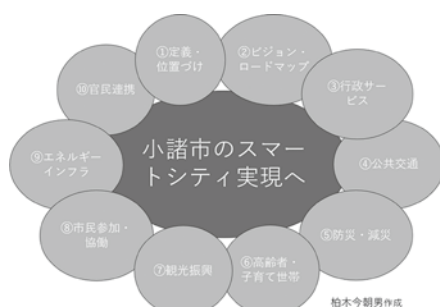 ①定義・
位置づけ
②ビジョン・
ロードマップ
③行政サー
ビス
④公共交通
⑤防災・減災
⑥高齢者・
子育て世帯
⑦観光振興
⑧市民参加・
協働
⑨エネルギー
インフラ
⑩官民連携
小諸市のスマー
トシティ実現へ
柏木今朝男作成